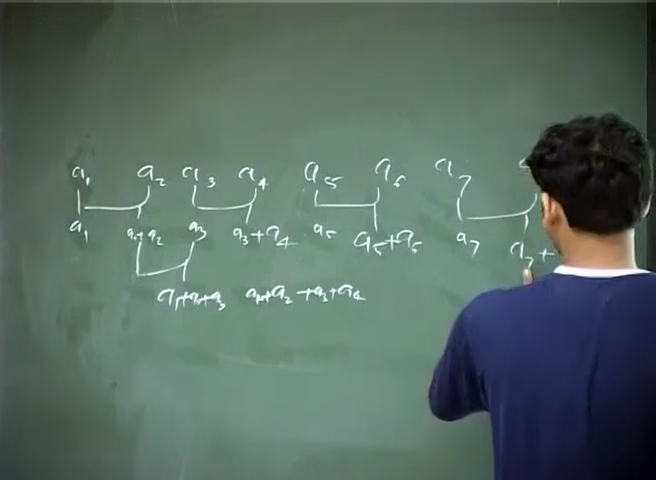 a₁ a₂ a₃ a₄ a₅ a₆ a₇
a₁ a₁+a₂ a₃ a₃+a₄ a₅ a₅+a₆ a₇ a₇+
a₁+a₂+a₃ a₁+a₂+a₃+a₄